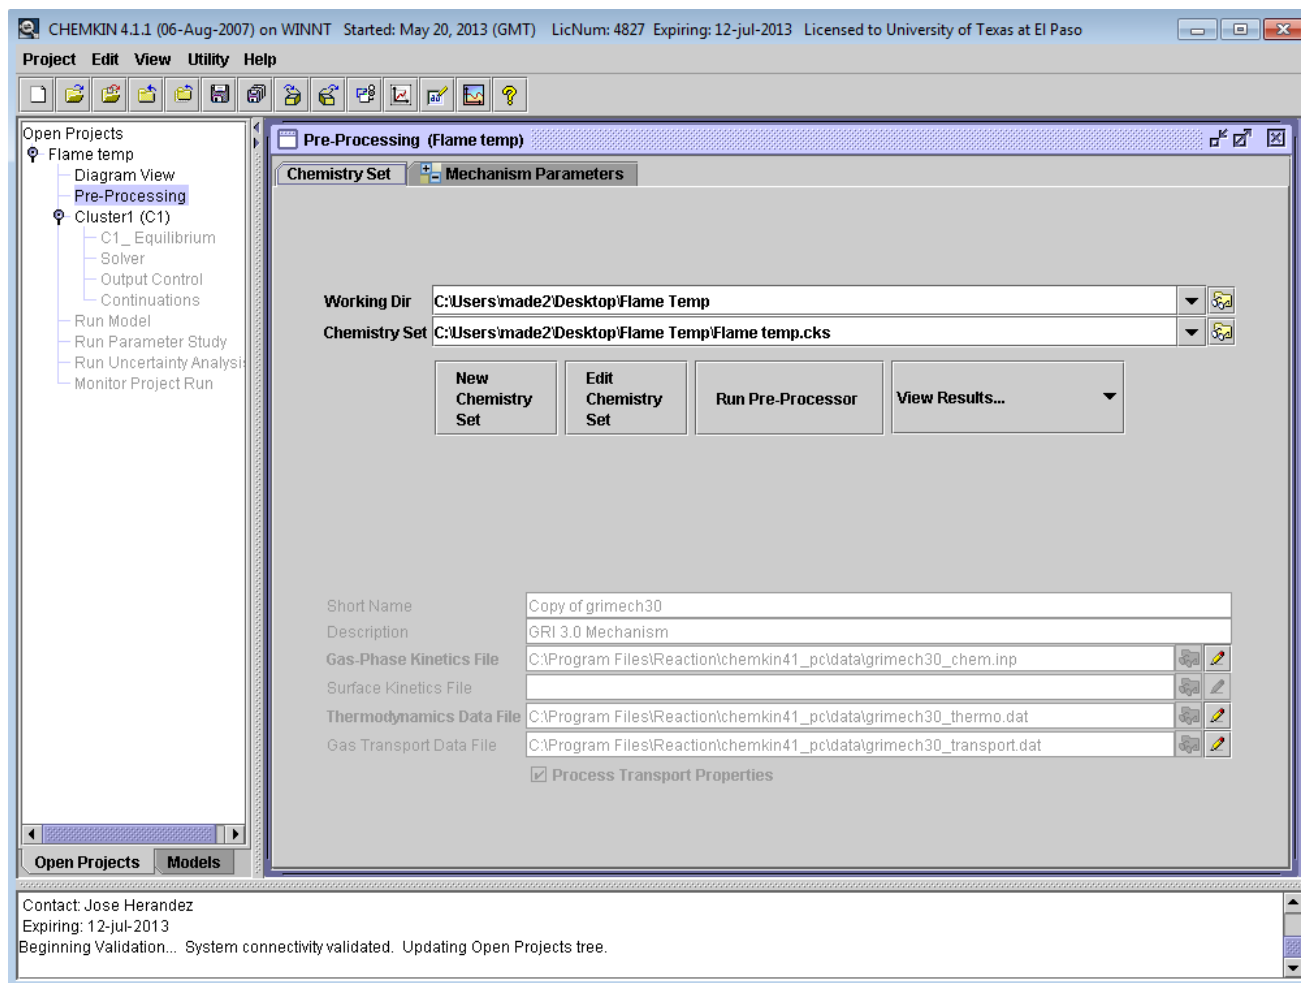 CHEMKIN 4.1.1 (06-Aug-2007) on WINNT Started: May 20, 2013 (GMT) LicNum: 4827 Expiring: 12-jul-2013 Licensed to University of Texas at El Paso
Project Edit View Utility Help
Open Projects
Flame temp
Diagram View
Pre-Processing
Cluster1 (C1)
C1_ Equilibrium
Solver
Output Control
Continuations
Run Model
Run Parameter Study
Run Uncertainty Analysi
Monitor Project Run
Open Projects Models
Pre-Processing (Flame temp)
Chemistry Set Mechanism Parameters
Working Dir C:\Users\made2\Desktop\Flame Temp
Chemistry Set C:\Users\made2\Desktop\Flame Temp\Flame temp.cks
New Chemistry Set
Edit Chemistry Set
Run Pre-Processor
View Results...
Short Name Copy of grimech30
Description GRI 3.0 Mechanism
Gas-Phase Kinetics File C:\Program Files\Reaction\chemkin41_pc\data\grimech30_chem.inp
Surface Kinetics File
Thermodynamics Data File C:\Program Files\Reaction\chemkin41_pc\data\grimech30_thermo.dat
Gas Transport Data File C:\Program Files\Reaction\chemkin41_pc\data\grimech30_transport.dat
Process Transport Properties
Contact: Jose Herandez
Expiring: 12-jul-2013
Beginning Validation... System connectivity validated. Updating Open Projects tree.